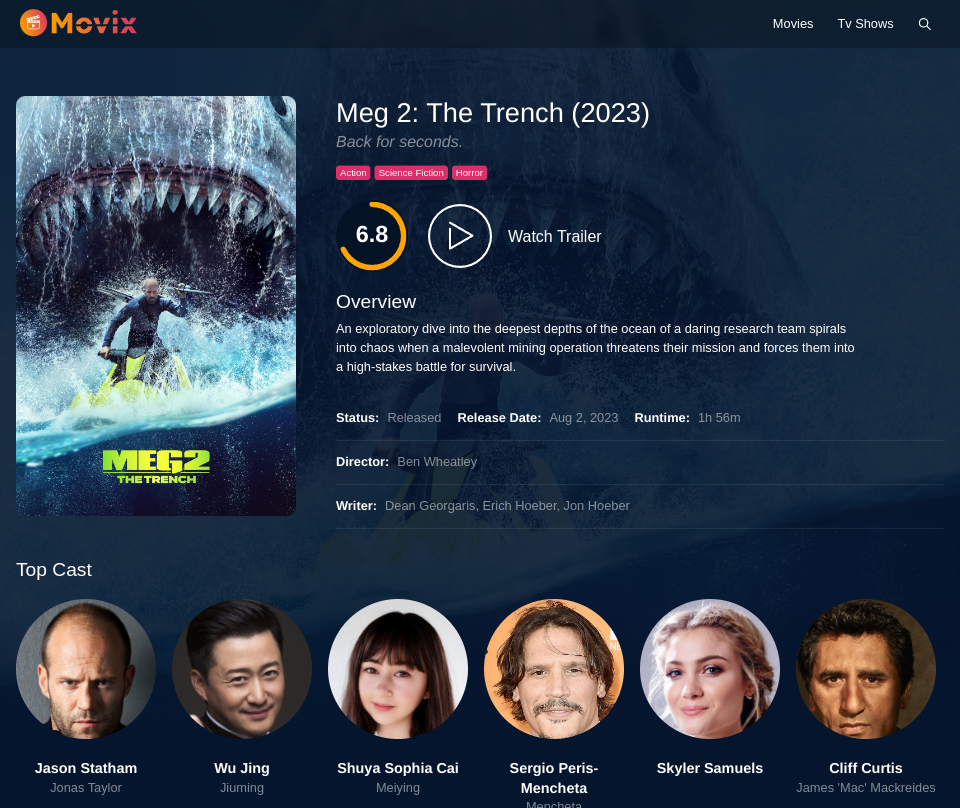 Movix
Movies
Tv Shows
Meg 2: The Trench (2023)
Back for seconds.
Action
Science Fiction
Horror
6.8
Watch Trailer
Overview
An exploratory dive into the deepest depths of the ocean of a daring research team spirals
into chaos when a malevolent mining operation threatens their mission and forces them into
a high-stakes battle for survival.
Status: Released Release Date: Aug 2, 2023 Runtime: 1h 56m
Director: Ben Wheatley
Writer: Dean Georgaris, Erich Hoeber, Jon Hoeber
MEG2
THE TRENCH
Top Cast
Jason Statham
Jonas Taylor
Wu Jing
Jiuming
Shuya Sophia Cai
Meiying
Sergio Peris-
Mencheta
Mencheta
Skyler Samuels
Cliff Curtis
James 'Mac' Mackreides